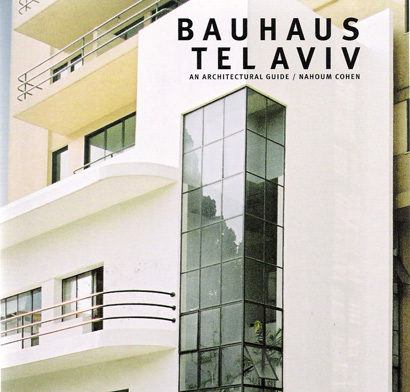 BAUHAUS
TEL AVIV
AN ARCHITECTURAL GUIDE / NAHOUM COHEN